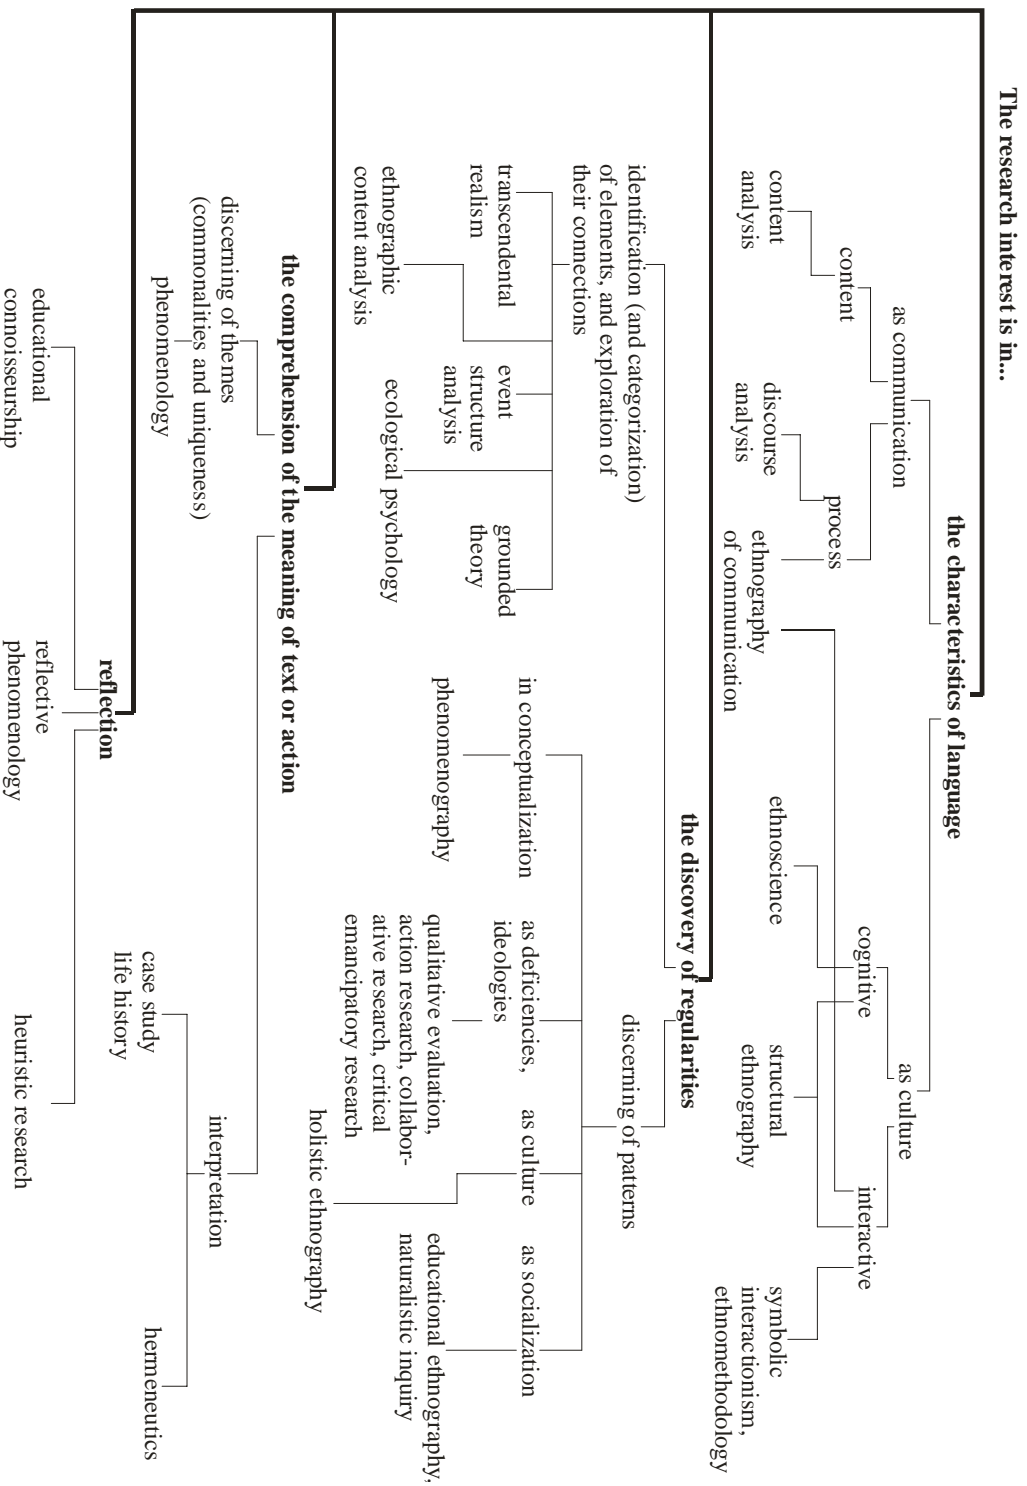 The research interest is in...
the characteristics of language
as communication
as culture
content
process
cognitive
interactive
content
analysis
discourse
analysis
ethnography
of communication
ethnoscience
structural
ethnography
symbolic
interactionism,
ethnomethodology
the discovery of regularities
identification (and categorization)
of elements, and exploration of
their connections
discerning of patterns
transcendental
realism
event
structure
analysis
grounded
theory
ethnographic
content analysis
ecological psychology
in conceptualization
as deficiencies,
ideologies
as culture
as socialization
phenomenography
qualitative evaluation,
action research, collabor-
ative research, critical
emancipatory research
educational ethnography,
naturalistic inquiry
holistic ethnography
the comprehension of the meaning of text or action
discerning of themes
(commonalities and uniqueness)
interpretation
phenomenology
case study
life history
hermeneutics
reflection
educational
connoisseurship
reflective
phenomenology
heuristic research